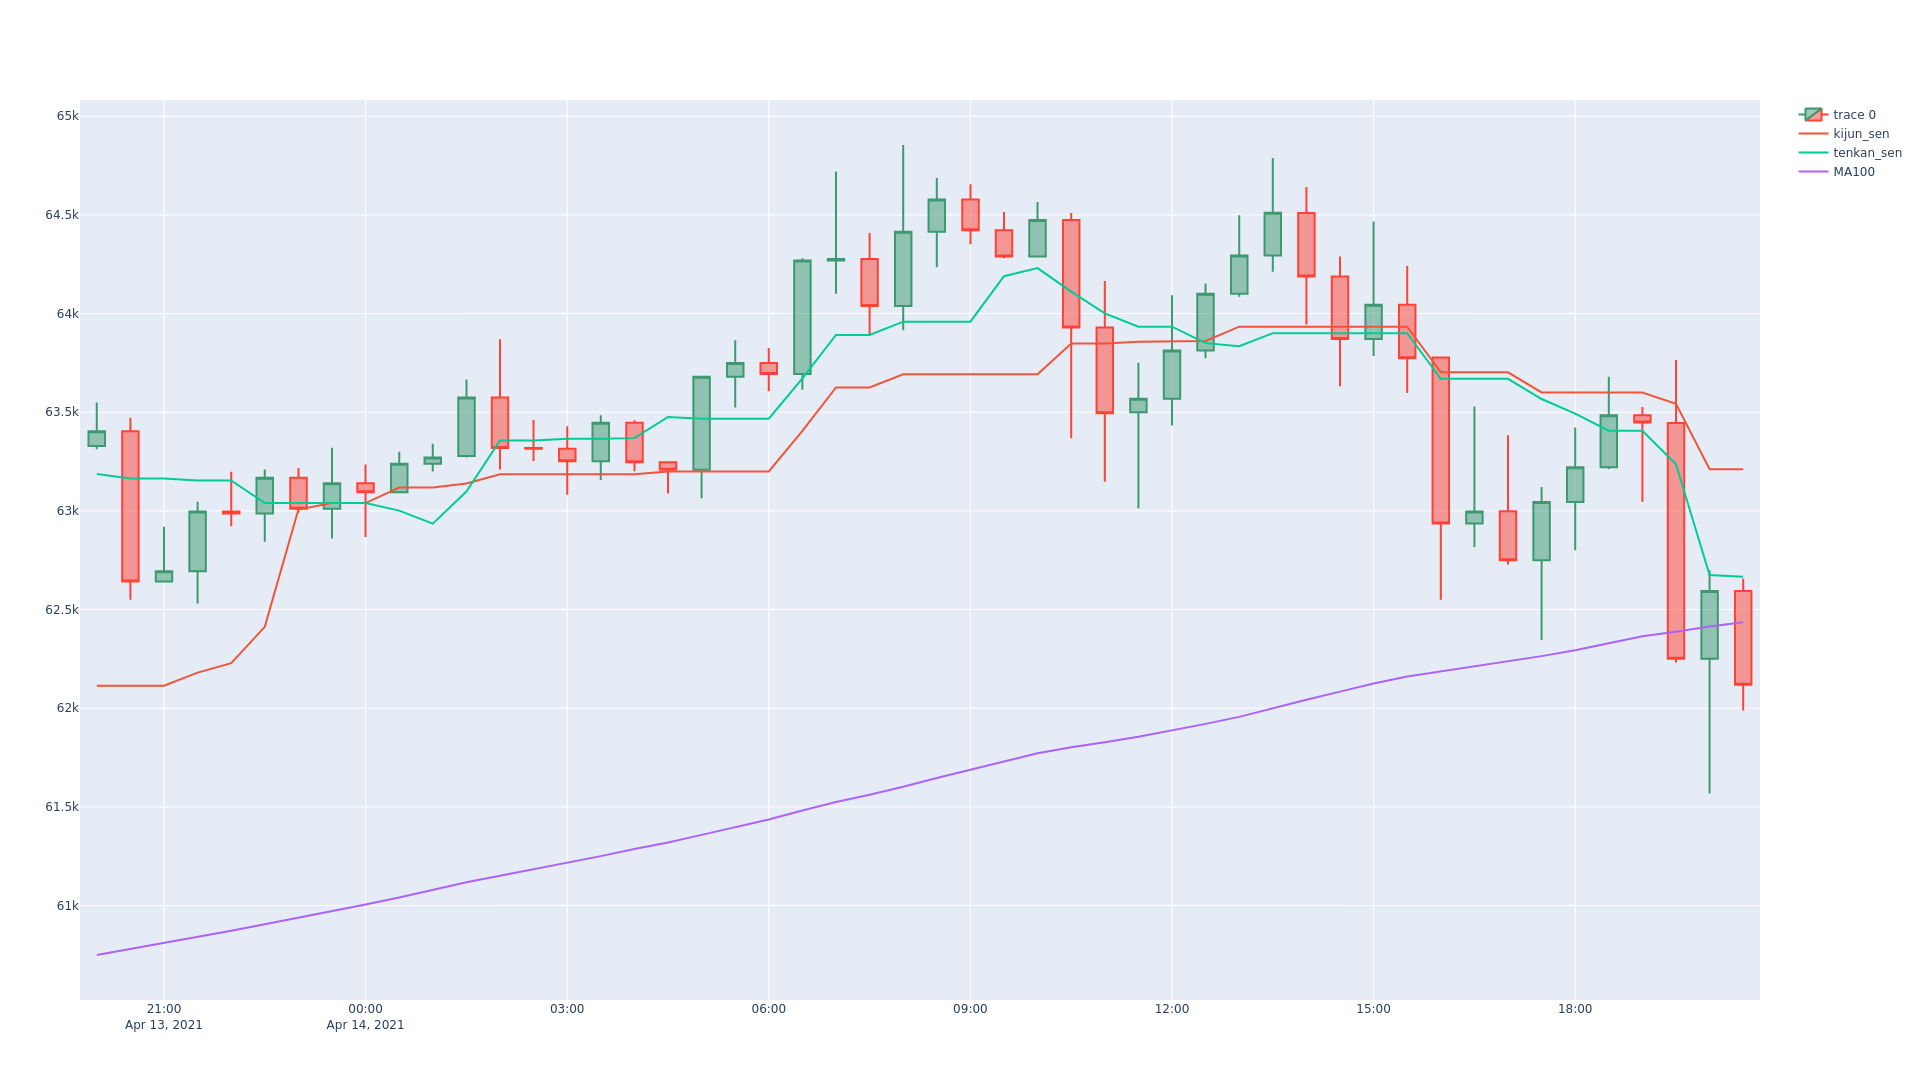 65k
64.5k
64k
63.5k
63k
62.5k
62k
61.5k
61k
21:00
Apr 13, 2021
00:00
Apr 14, 2021
03:00
06:00
09:00
12:00
15:00
18:00
trace 0
kijun_sen
tenkan_sen
MA100